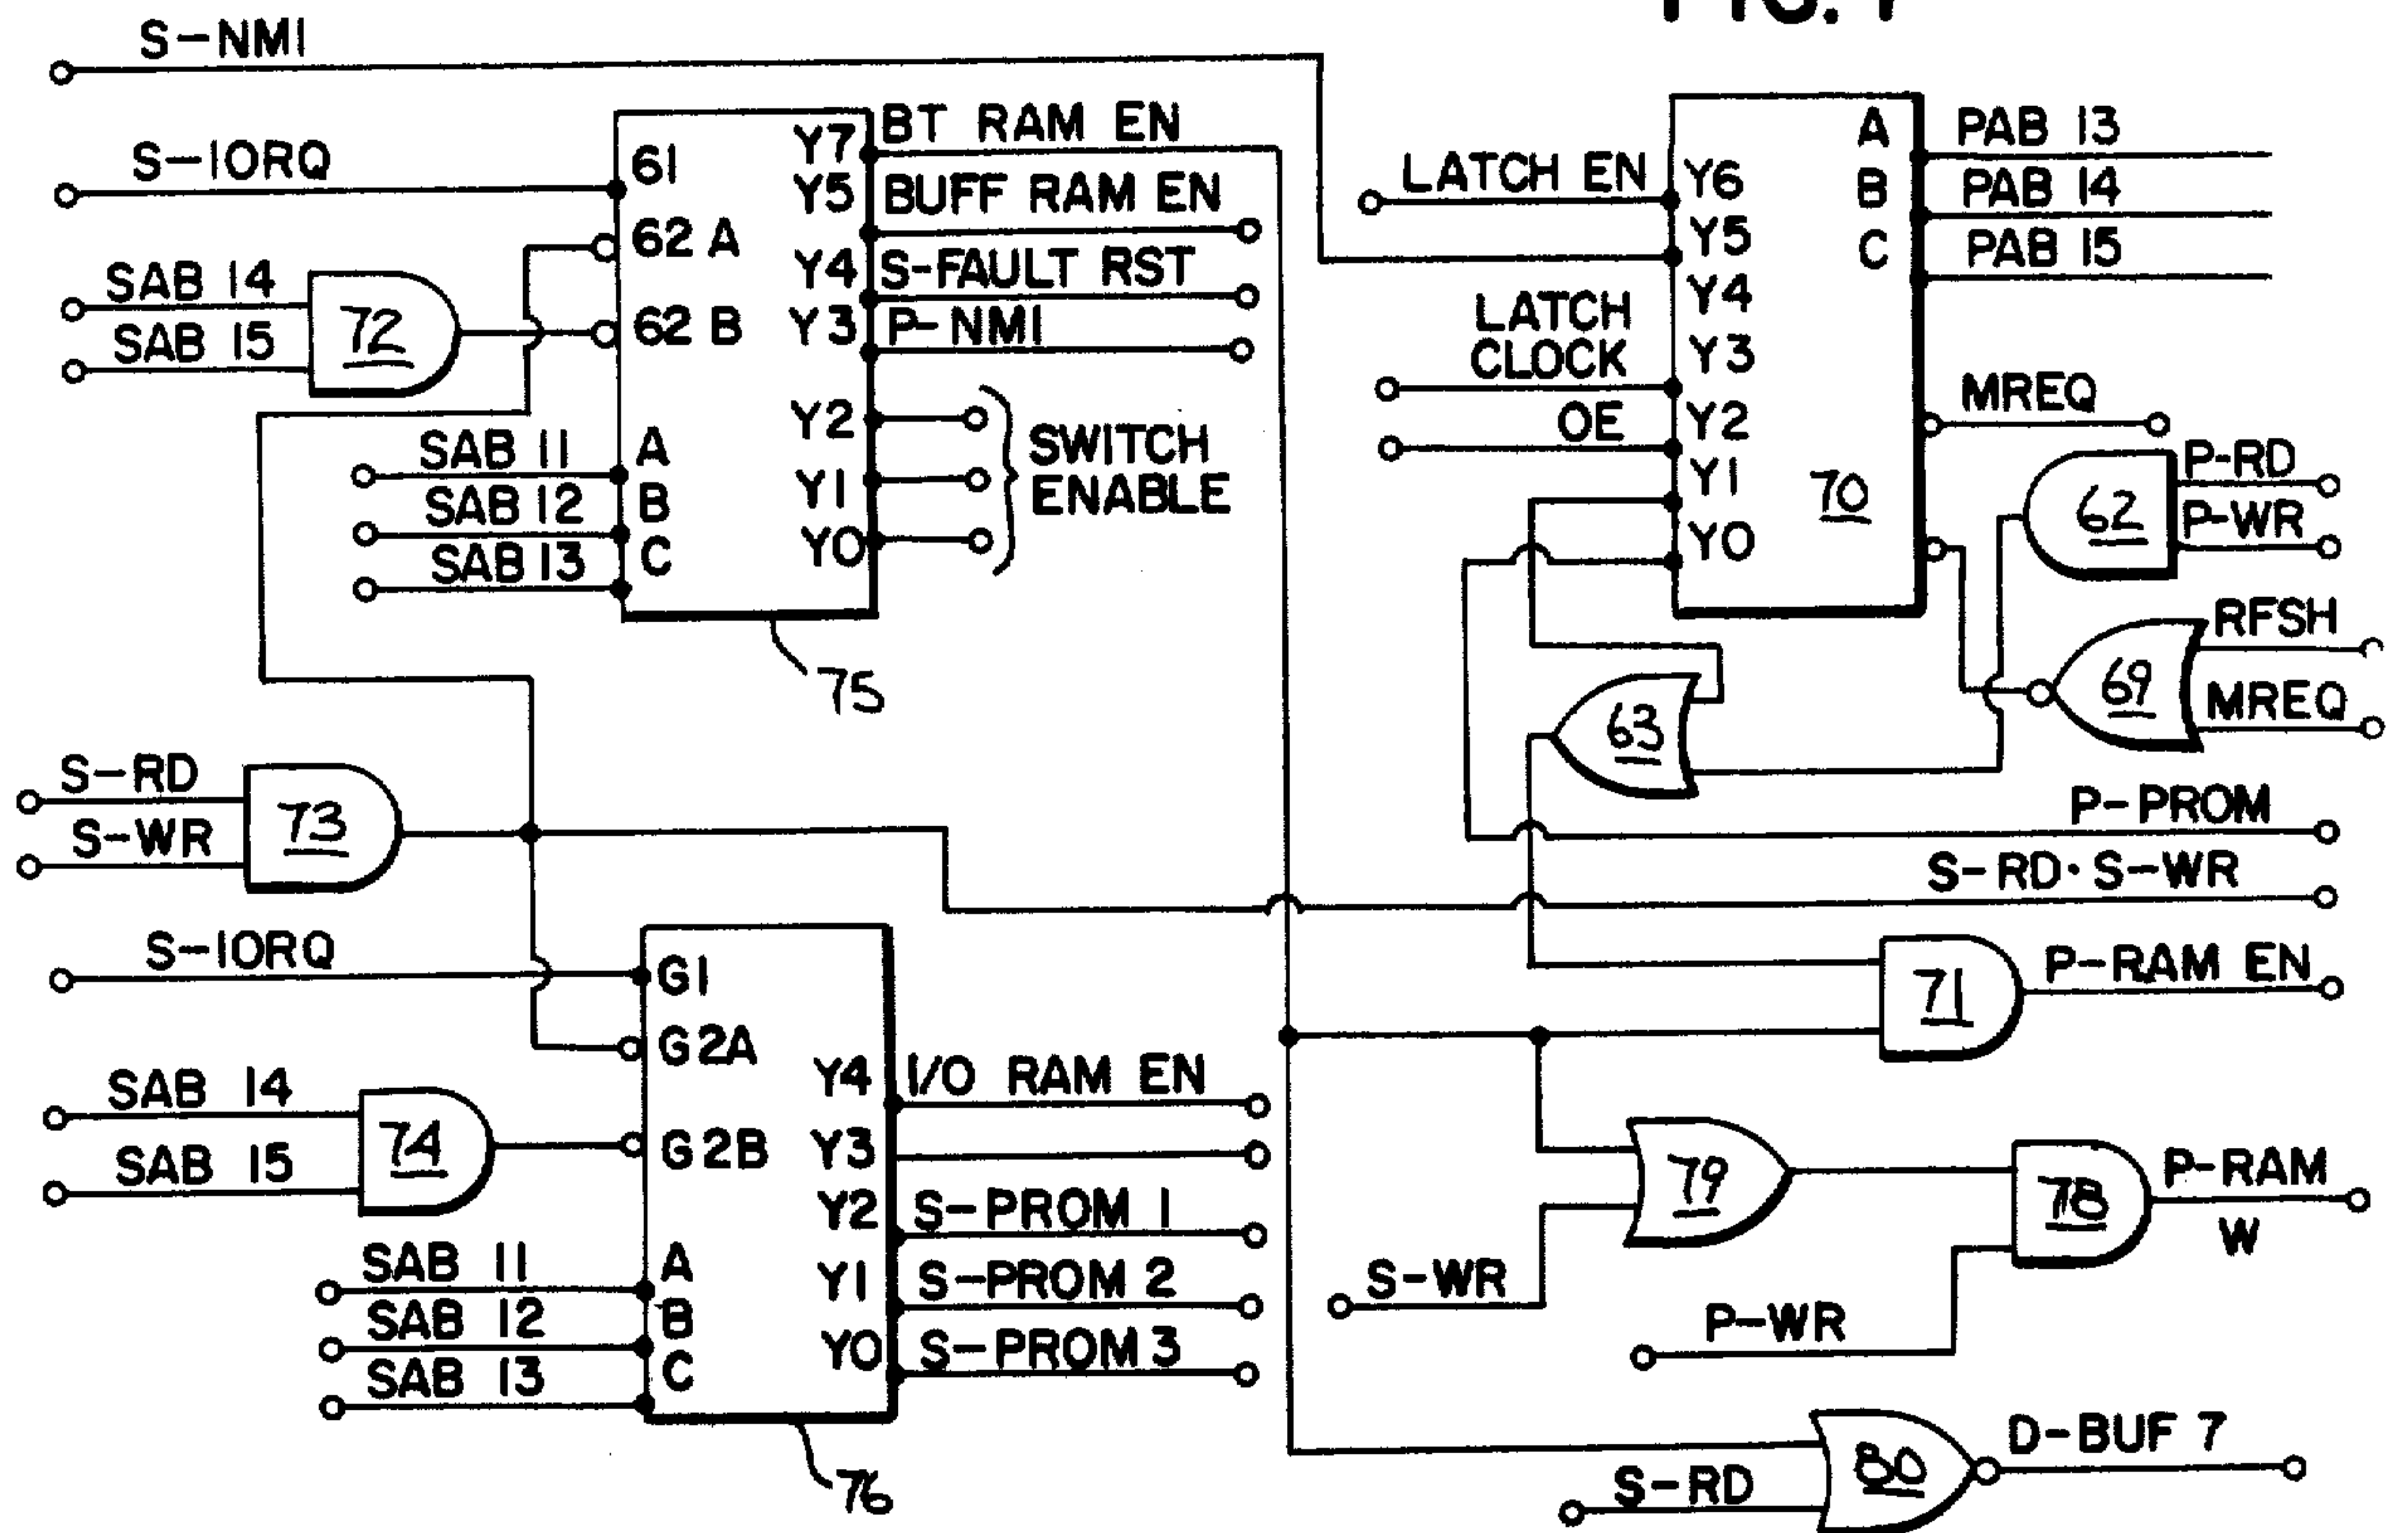 S-NMI
S-IORQ
61
62 A
62 B
SAB 14
SAB 15
72
SAB 11
SAB 12
SAB 13
A
B
C
Y7
Y5
Y4
Y3
Y2
Y1
Y0
BT RAM EN
BUFF RAM EN
S-FAULT RST
P-NMI
SWITCH
ENABLE
75
LATCH EN
LATCH
CLOCK
OE
Y6
Y5
Y4
Y3
Y2
Y1
Y0
A
B
C
70
PAB 13
PAB 14
PAB 15
MREQ
P-RD
P-WR
62
RFSH
MREQ
69
63
P-PROM
S-RD·S-WR
S-RD
S-WR
73
S-IORQ
G1
G2A
G2B
SAB 14
SAB 15
74
SAB 11
SAB 12
SAB 13
A
B
C
Y4
Y3
Y2
Y1
Y0
I/O RAM EN
S-PROM 1
S-PROM 2
S-PROM 3
76
71
P-RAM EN
79
78
P-RAM
W
S-WR
P-WR
80
S-RD
D-BUF 7